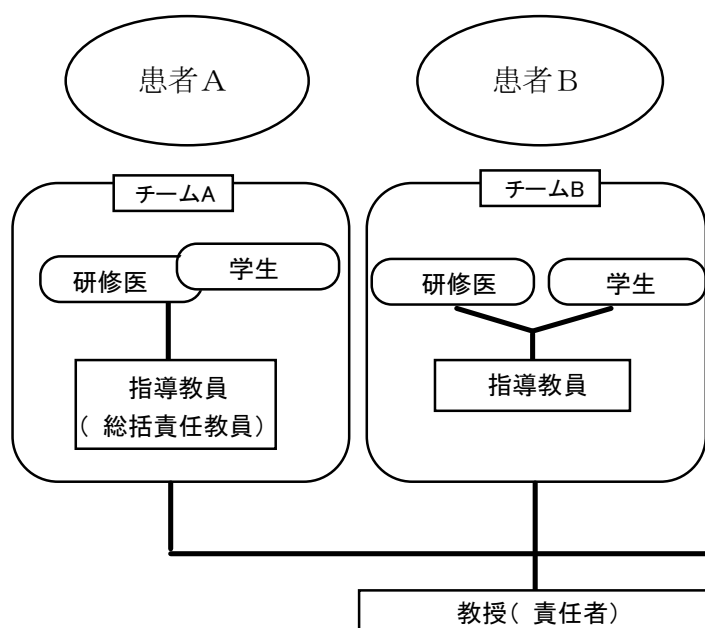 患者A
患者B
チームA
チームB
研修医
学生
研修医
学生
指導教員
( 総括責任教員)
指導教員
教授( 責任者)